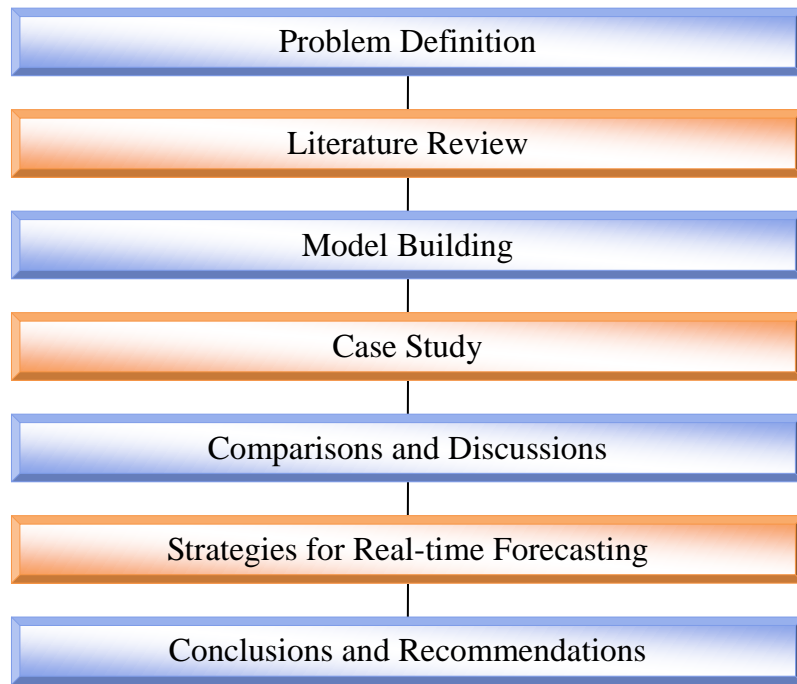 Problem Definition
Literature Review
Model Building
Case Study
Comparisons and Discussions
Strategies for Real-time Forecasting
Conclusions and Recommendations